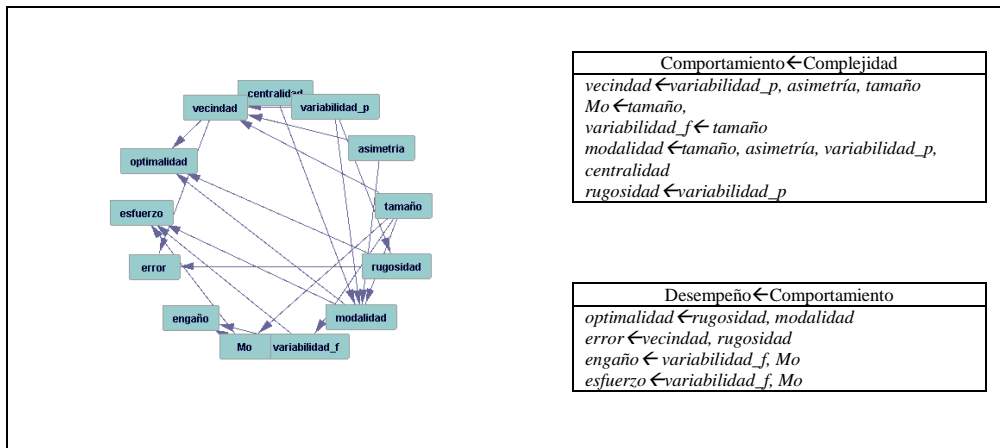 centralidad
vecindad
variabilidad_p
asimetría
optimalidad
tamaño
esfuerzo
error
rugosidad
engaño
modalidad
Mo
variabilidad_f
Comportamiento←Complejidad
vecindad←variabilidad_p, asimetría, tamaño
Mo←tamaño,
variabilidad_f← tamaño
modalidad←tamaño, asimetría, variabilidad_p,
centralidad
rugosidad←variabilidad_p
Desempeño←Comportamiento
optimalidad←rugosidad, modalidad
error←vecindad, rugosidad
engaño← variabilidad_f, Mo
esfuerzo←variabilidad_f, Mo